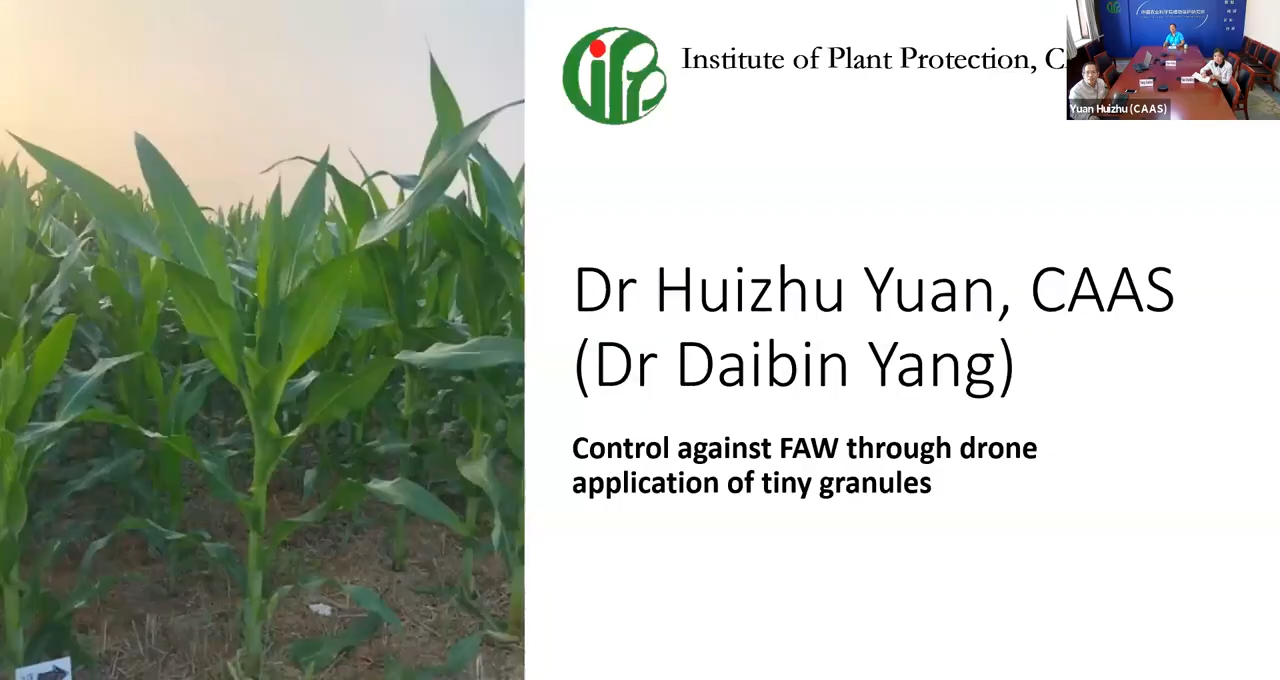 Institute of Plant Protection, C
Yuan Huizhu (CAAS)
Dr Huizhu Yuan, CAAS
(Dr Daibin Yang)
Control against FAW through drone
application of tiny granules